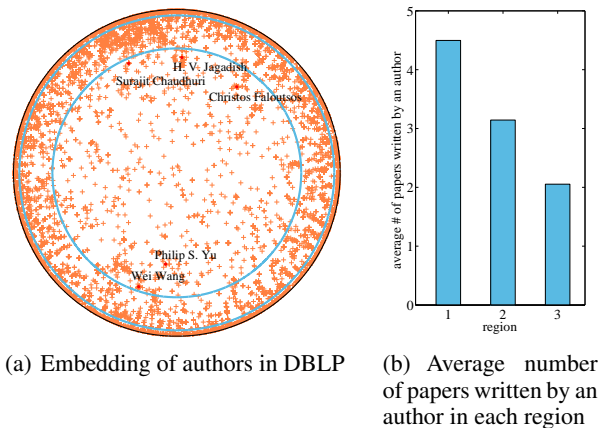 H. V. Jagadish
Surajit Chaudhuri
Christos Faloutsos
Philip S. Yu
Wei Wang
(a) Embedding of authors in DBLP
average # of papers written by an author
5
4
3
2
1
0
1 2 3
region
(b) Average number
of papers written by an
author in each region